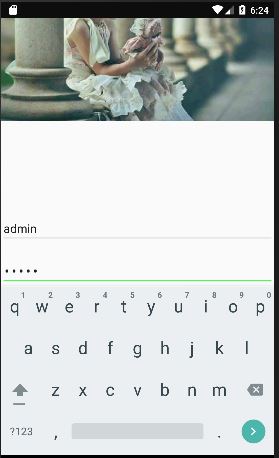 6:24
admin
•••••
1 2 3 4 5 6 7 8 9 0
q w e r t y u i o p
a s d f g h j k l
z x c v b n m
?123 , .